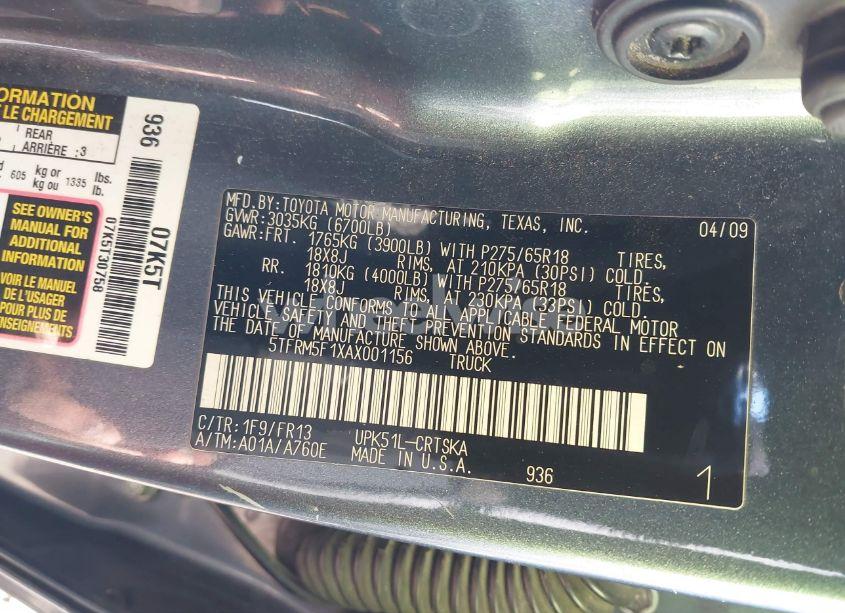 ORMATION
LE CHARGEMENT
REAR
ARRIÈRE :3
605 kg or 1335 lbs.
kg ou lb.
SEE OWNER'S
MANUAL FOR
ADDITIONAL
INFORMATION
VOIR LE MANUEL
DE L'USAGER
POUR PLUS DE
ENSEIGNEMENTS
936
07K5T
07K5T30758
MFD.BY:TOYOTA MOTOR MANUFACTURING, TEXAS, INC. 04/09
GVWR:3035KG (6700LB)
GAWR:FRT. 1765KG (3900LB) WITH P275/65R18 TIRES,
18X8J RIMS, AT 210KPA (30PSI) COLD.
RR. 1810KG (4000LB) WITH P275/65R18 TIRES,
18X8J RIMS, AT 230KPA (33PSI) COLD.
THIS VEHICLE CONFORMS TO ALL APPLICABLE FEDERAL MOTOR
VEHICLE SAFETY AND THEFT PREVENTION STANDARDS IN EFFECT ON
THE DATE OF MANUFACTURE SHOWN ABOVE.
5TFRM5F1XAX001156 TRUCK
C/TR:1F9/FR13 UPK51L-CRTSKA
A/TM:A01A/A760E MADE IN U.S.A. 936 1